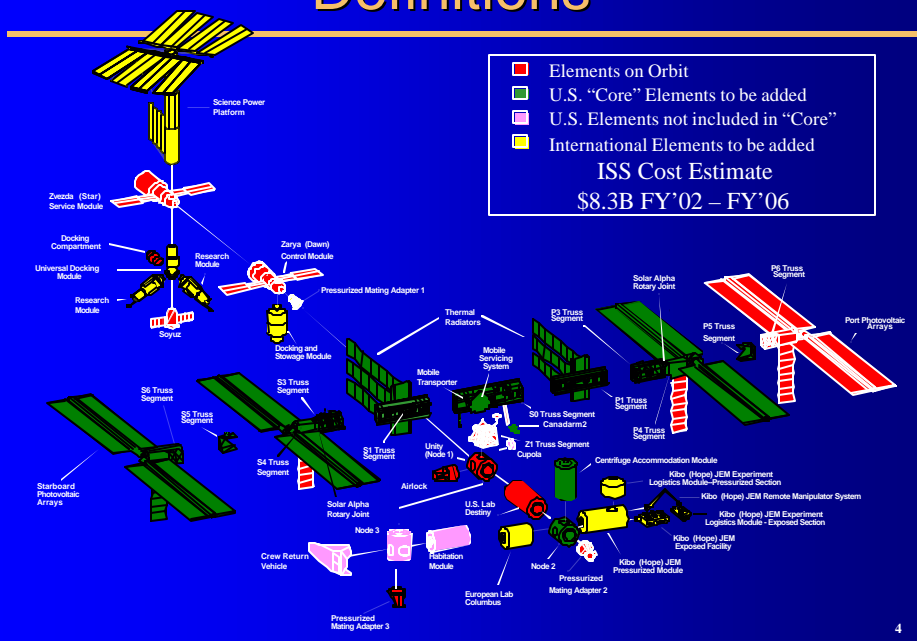 Definitions
Elements on Orbit
U.S. “Core” Elements to be added
U.S. Elements not included in “Core”
International Elements to be added
ISS Cost Estimate
$8.3B FY’02 – FY’06
Science Power
Platform
Zvezda (Star)
Service Module
Docking
Compartment
Universal Docking
Module
Research
Module
Research
Module
Soyuz
Zarya (Dawn)
Control Module
Pressurized Mating Adapter 1
Docking and
Stowage Module
Thermal
Radiators
Mobile
Transporter
Mobile
Servicing
System
P3 Truss
Segment
Solar Alpha
Rotary Joint
P6 Truss
Segment
P5 Truss
Segment
Port Photovoltaic
Arrays
P1 Truss
Segment
P4 Truss
Segment
S0 Truss Segment
Canadarm2
Z1 Truss Segment
Cupola
Unity
(Node 1)
S1 Truss
Segment
S3 Truss
Segment
S6 Truss
Segment
S5 Truss
Segment
S4 Truss
Segment
Starboard
Photovoltaic
Arrays
Solar Alpha
Rotary Joint
Airlock
U.S. Lab
Destiny
Centrifuge Accommodation Module
Kibo (Hope) JEM Experiment
Logistics Module–Pressurized Section
Kibo (Hope) JEM Remote Manipulator System
Kibo (Hope) JEM Experiment
Logistics Module - Exposed Section
Kibo (Hope) JEM
Exposed Facility
Kibo (Hope) JEM
Pressurized Module
Node 3
Crew Return
Vehicle
Habitation
Module
Node 2
Pressurized
Mating Adapter 2
European Lab
Columbus
Pressurized
Mating Adapter 3
4